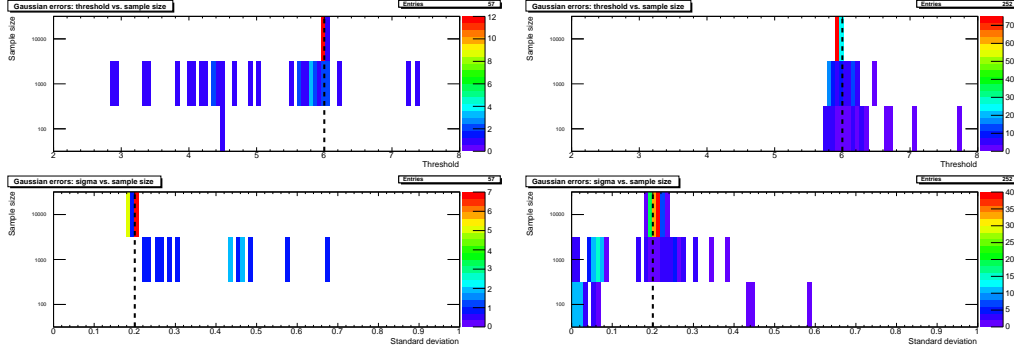 Gaussian errors: threshold vs. sample size
Entries 57
Sample size
10000
1000
100
2 3 4 5 6 7 8
Threshold
12
10
8
6
4
2
0
Gaussian errors: threshold vs. sample size
Entries 252
Sample size
10000
1000
100
2 3 4 5 6 7 8
Threshold
70
60
50
40
30
20
10
0
Gaussian errors: sigma vs. sample size
Entries 57
Sample size
10000
1000
100
0 0.1 0.2 0.3 0.4 0.5 0.6 0.7 0.8 0.9 1
Standard deviation
7
6
5
4
3
2
1
0
Gaussian errors: sigma vs. sample size
Entries 252
Sample size
10000
1000
100
0 0.1 0.2 0.3 0.4 0.5 0.6 0.7 0.8 0.9 1
Standard deviation
40
35
30
25
20
15
10
5
0